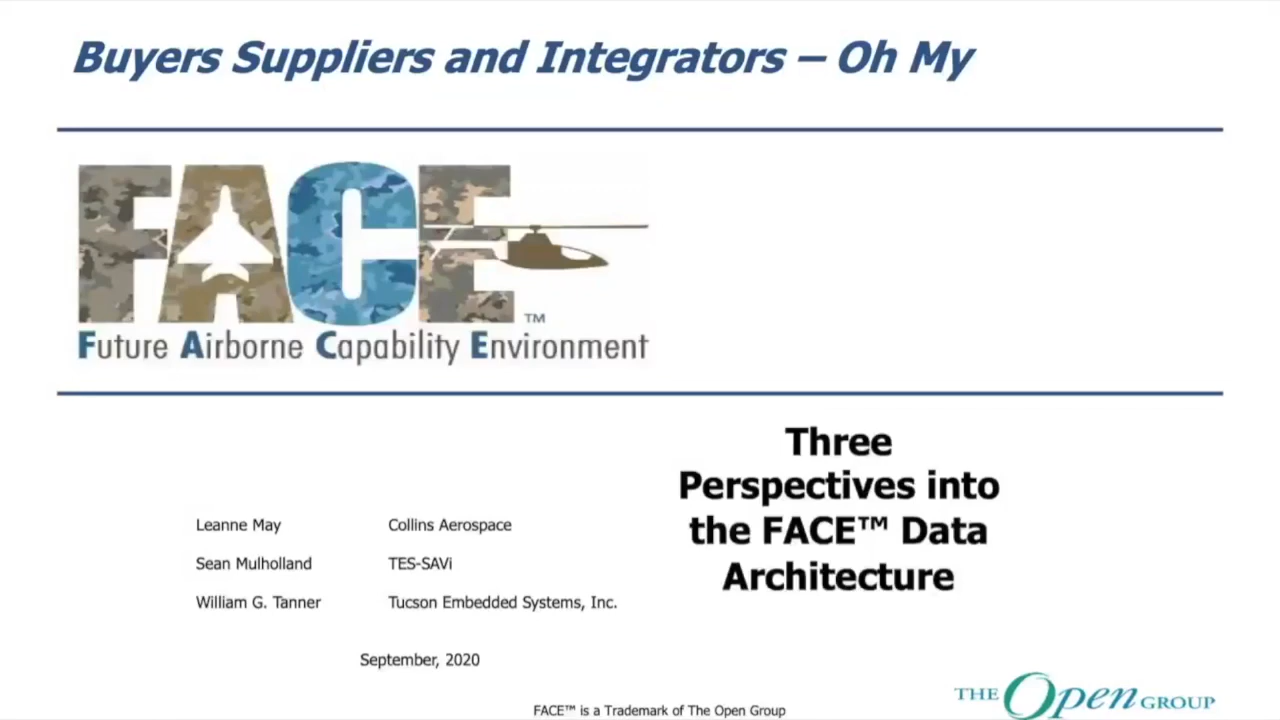 Buyers Suppliers and Integrators – Oh My
FACE
™
Future Airborne Capability Environment
Three
Perspectives into
the FACE™ Data
Architecture
Leanne May Collins Aerospace
Sean Mulholland TES-SAVi
William G. Tanner Tucson Embedded Systems, Inc.
September, 2020
FACE™ is a Trademark of The Open Group
THE Open GROUP